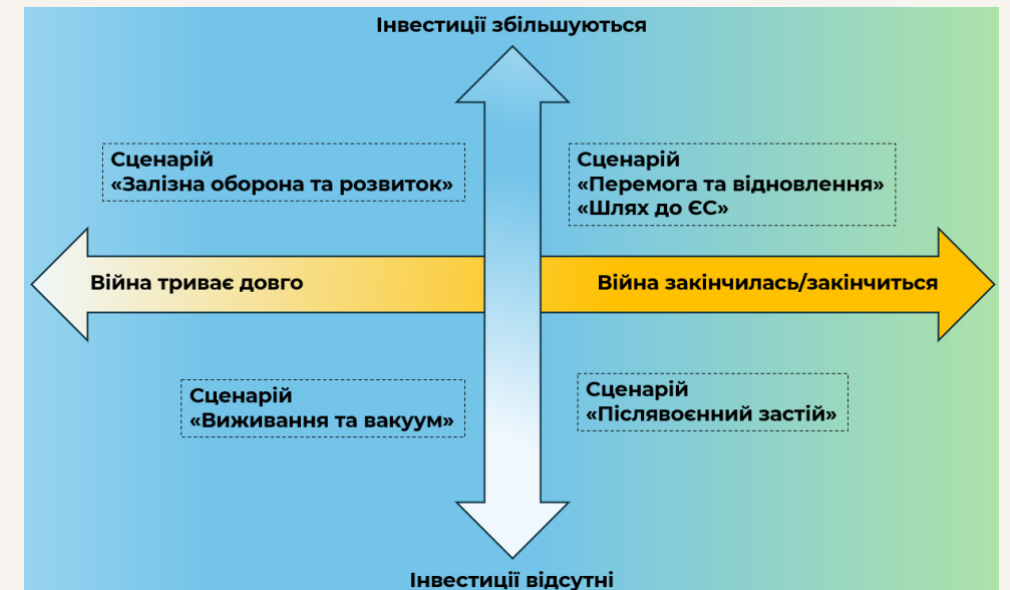 Інвестиції збільшуються
Сценарій
«Залізна оборона та розвиток»
Сценарій
«Перемога та відновлення»
«Шлях до ЄС»
Війна триває довго
Війна закінчилась/закінчиться
Сценарій
«Виживання та вакуум»
Сценарій
«Післявоєнний застій»
Інвестиції відсутні